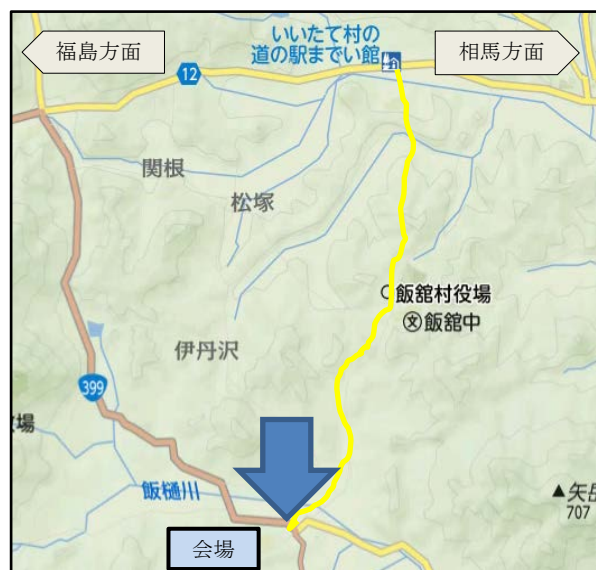 福島方面
いいたて村の
道の駅までい館
相馬方面
12
関根
松塚
飯舘村役場
文飯舘中
伊丹沢
399
場
飯樋川
矢岳
707
会場